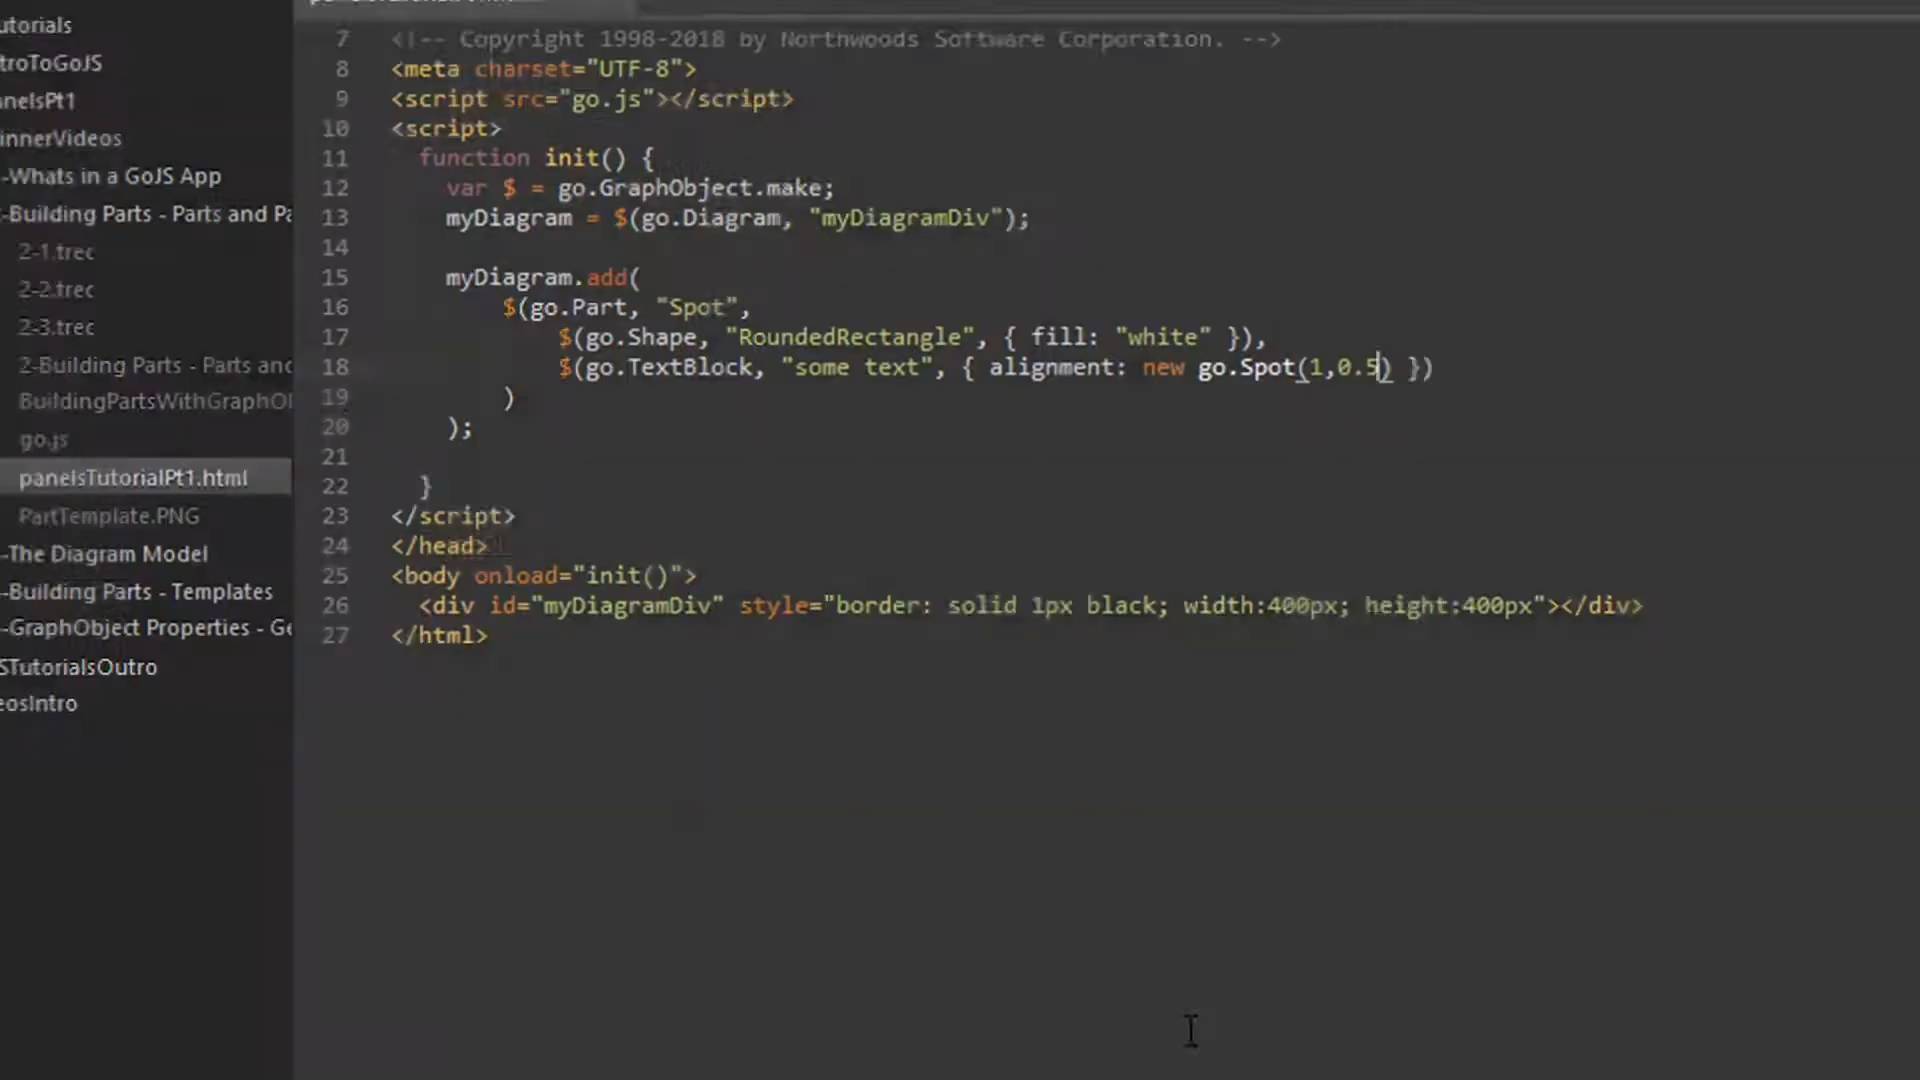 utorials
troToGoJS
nelsPt1
innerVideos
-Whats in a GoJS App
-Building Parts - Parts and Pa
2-1.trec
2-2.trec
2-3.trec
2-Building Parts - Parts and
BuildingPartsWithGraphOl
go.js
panelsTutorialPt1.html
PartTemplate.PNG
-The Diagram Model
-Building Parts - Templates
-GraphObject Properties - Ge
STutorialsOutro
eosIntro
7 <!-- Copyright 1998-2018 by Northwoods Software Corporation. -->
8 <meta charset="UTF-8">
9 <script src="go.js"></script>
10 <script>
11 function init() {
12 var $ = go.GraphObject.make;
13 myDiagram = $(go.Diagram, "myDiagramDiv");
14
15 myDiagram.add(
16 $(go.Part, "Spot",
17 $(go.Shape, "RoundedRectangle", { fill: "white" }),
18 $(go.TextBlock, "some text", { alignment: new go.Spot(1,0.5) })
19 )
20 );
21
22 }
23 </script>
24 </head>
25 <body onload="init()">
26 <div id="myDiagramDiv" style="border: solid 1px black; width:400px; height:400px"></div>
27 </html>